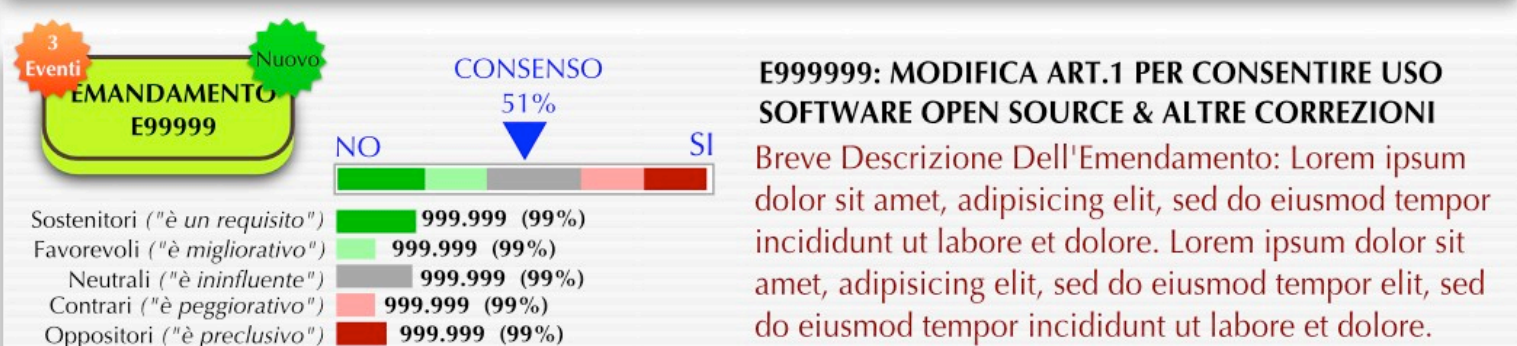 3
Eventi
Nuovo
EMANDAMENTO
E99999
CONSENSO
51%
NO
SI
Sostenitori ("è un requisito") 999.999 (99%)
Favorevoli ("è migliorativo") 999.999 (99%)
Neutrali ("è ininfluente") 999.999 (99%)
Contrari ("è peggiorativo") 999.999 (99%)
Oppositori ("è preclusivo") 999.999 (99%)
E999999: MODIFICA ART.1 PER CONSENTIRE USO
SOFTWARE OPEN SOURCE & ALTRE CORREZIONI
Breve Descrizione Dell'Emendamento: Lorem ipsum
dolor sit amet, adipisicing elit, sed do eiusmod tempor
incididunt ut labore et dolore. Lorem ipsum dolor sit
amet, adipisicing elit, sed do eiusmod tempor elit, sed
do eiusmod tempor incididunt ut labore et dolore.